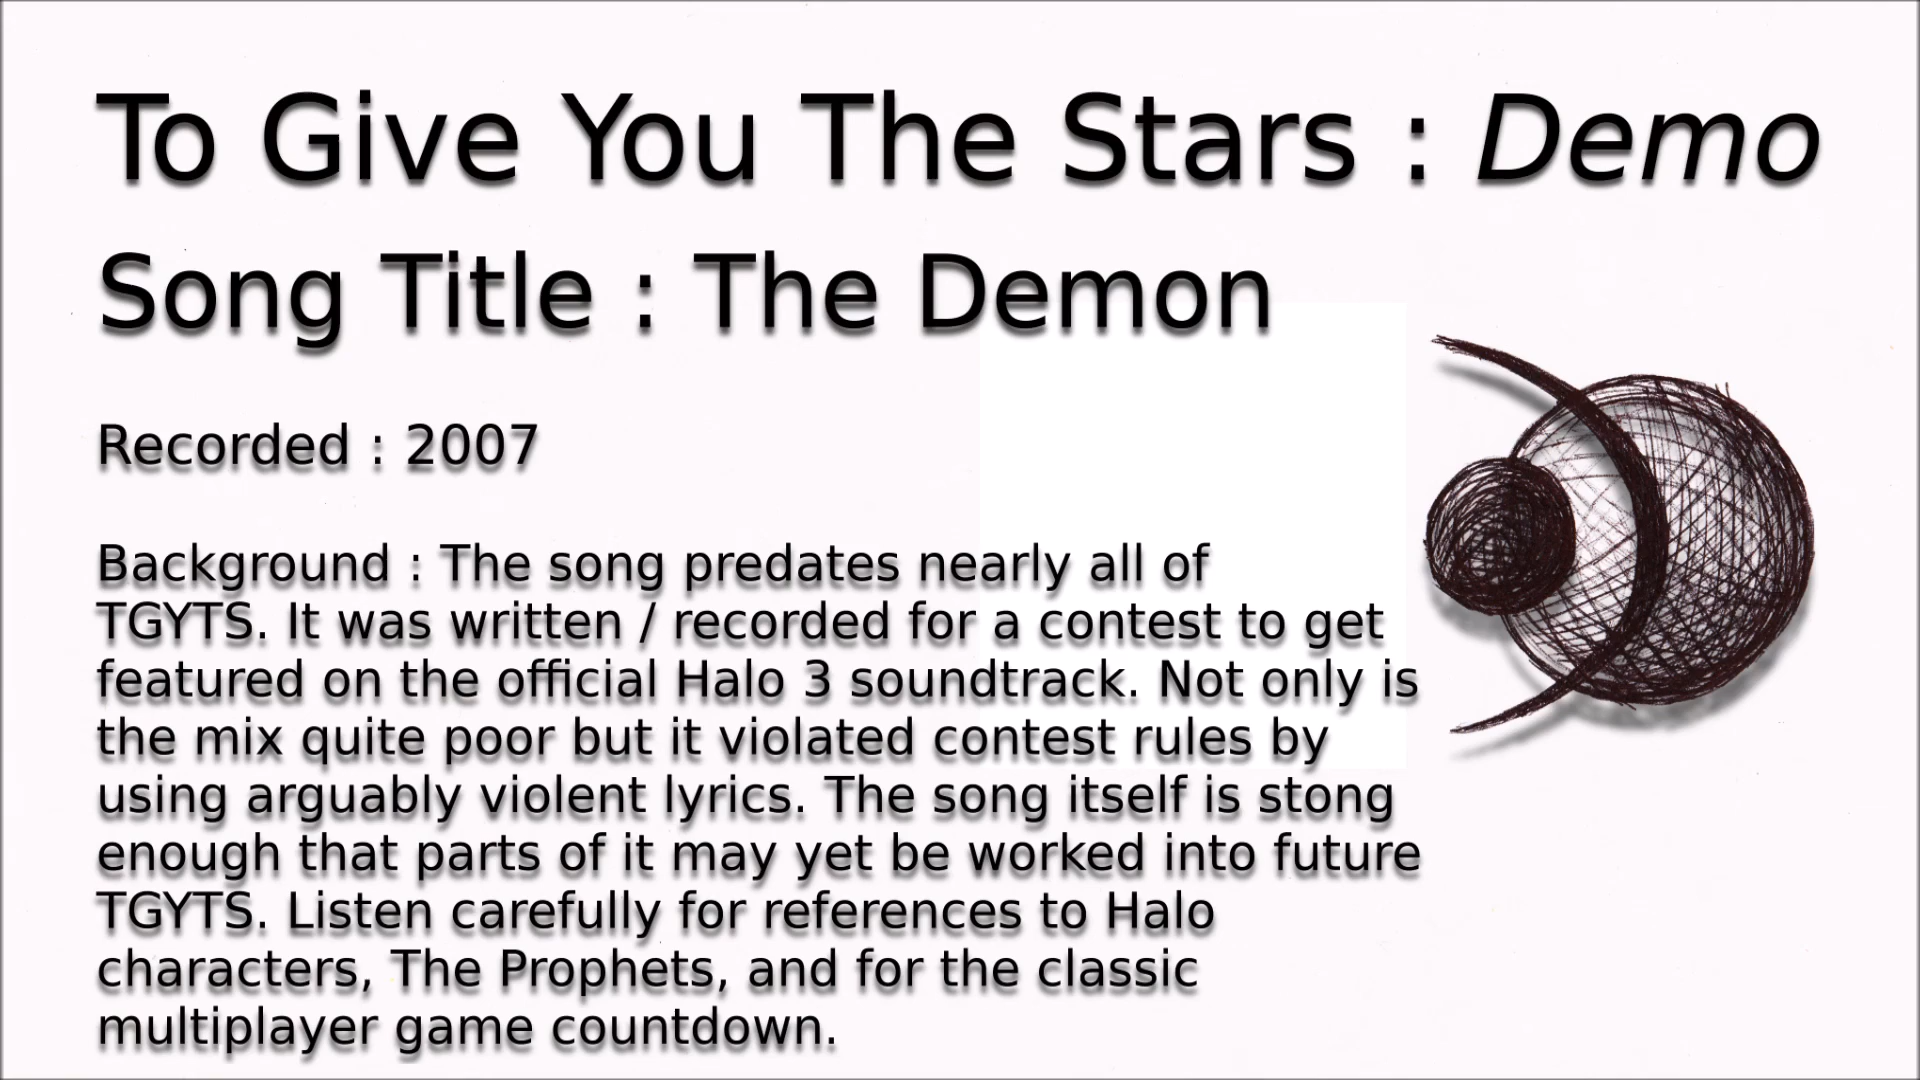 To Give You The Stars : Demo
Song Title : The Demon
Recorded : 2007
Background : The song predates nearly all of
TGYTS. It was written / recorded for a contest to get
featured on the official Halo 3 soundtrack. Not only is
the mix quite poor but it violated contest rules by
using arguably violent lyrics. The song itself is stong
enough that parts of it may yet be worked into future
TGYTS. Listen carefully for references to Halo
characters, The Prophets, and for the classic
multiplayer game countdown.